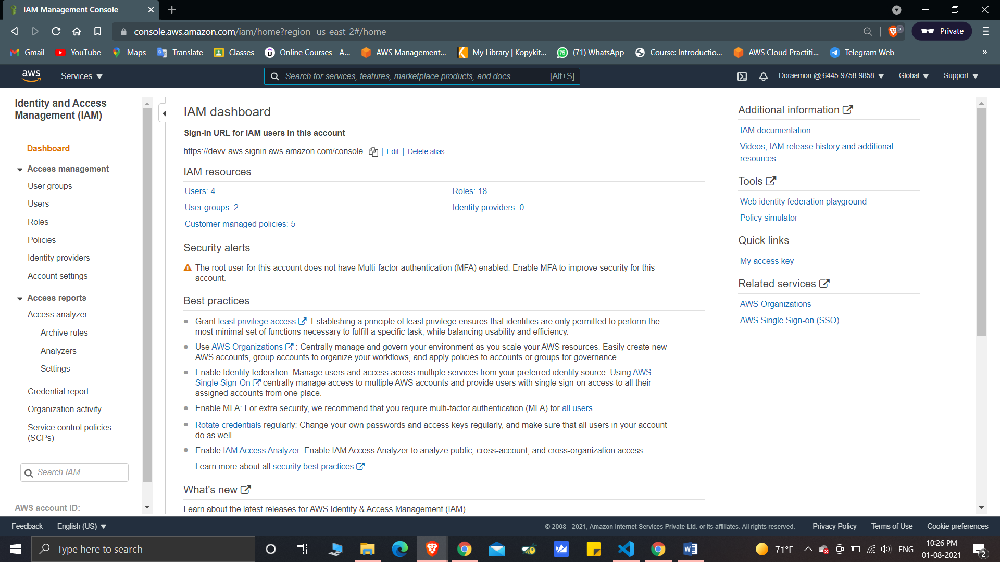 IAM Management Console
console.aws.amazon.com/iam/home?region=us-east-2#/home
2
Private
Gmail
YouTube
Maps
Translate
Classes
Online Courses - A...
AWS Management...
My Library | Kopykit...
75
(71) WhatsApp
Course: Introductio...
AWS Cloud Practiti...
Telegram Web
»
aws
Services
Search for services, features, marketplace products, and docs
[Alt+S]
Doraemon @ 6445-9758-9858
Global
Support
Identity and Access
Management (IAM)
Dashboard
Access management
User groups
Users
Roles
Policies
Identity providers
Account settings
Access reports
Access analyzer
Archive rules
Analyzers
Settings
Credential report
Organization activity
Service control policies
(SCPs)
Search IAM
AWS account ID:
IAM dashboard
Sign-in URL for IAM users in this account
https://devv-aws.signin.aws.amazon.com/console | Edit | Delete alias
IAM resources
Users: 4
Roles: 18
User groups: 2
Identity providers: 0
Customer managed policies: 5
Security alerts
The root user for this account does not have Multi-factor authentication (MFA) enabled. Enable MFA to improve security for this
account.
Best practices
Grant least privilege access : Establishing a principle of least privilege ensures that identities are only permitted to perform the
most minimal set of functions necessary to fulfill a specific task, while balancing usability and efficiency.
Use AWS Organizations : Centrally manage and govern your environment as you scale your AWS resources. Easily create new
AWS accounts, group accounts to organize your workflows, and apply policies to accounts or groups for governance.
Enable Identity federation: Manage users and access across multiple services from your preferred identity source. Using AWS
Single Sign-On centrally manage access to multiple AWS accounts and provide users with single sign-on access to all their
assigned accounts from one place.
Enable MFA: For extra security, we recommend that you require multi-factor authentication (MFA) for all users.
Rotate credentials regularly: Change your own passwords and access keys regularly, and make sure that all users in your account
do as well.
Enable IAM Access Analyzer: Enable IAM Access Analyzer to analyze public, cross-account, and cross-organization access.
Learn more about all security best practices.
What's new
Learn about the latest releases for AWS Identity & Access Management (IAM)
Additional information
IAM documentation
Videos, IAM release history and additional
resources
Tools
Web identity federation playground
Policy simulator
Quick links
My access key
Related services
AWS Organizations
AWS Single Sign-on (SSO)
Feedback
English (US)
© 2008 - 2021, Amazon Internet Services Private Ltd. or its affiliates. All rights reserved.
Privacy Policy
Terms of Use
Cookie preferences
Type here to search
71°F
ENG
10:26 PM
01-08-2021
2